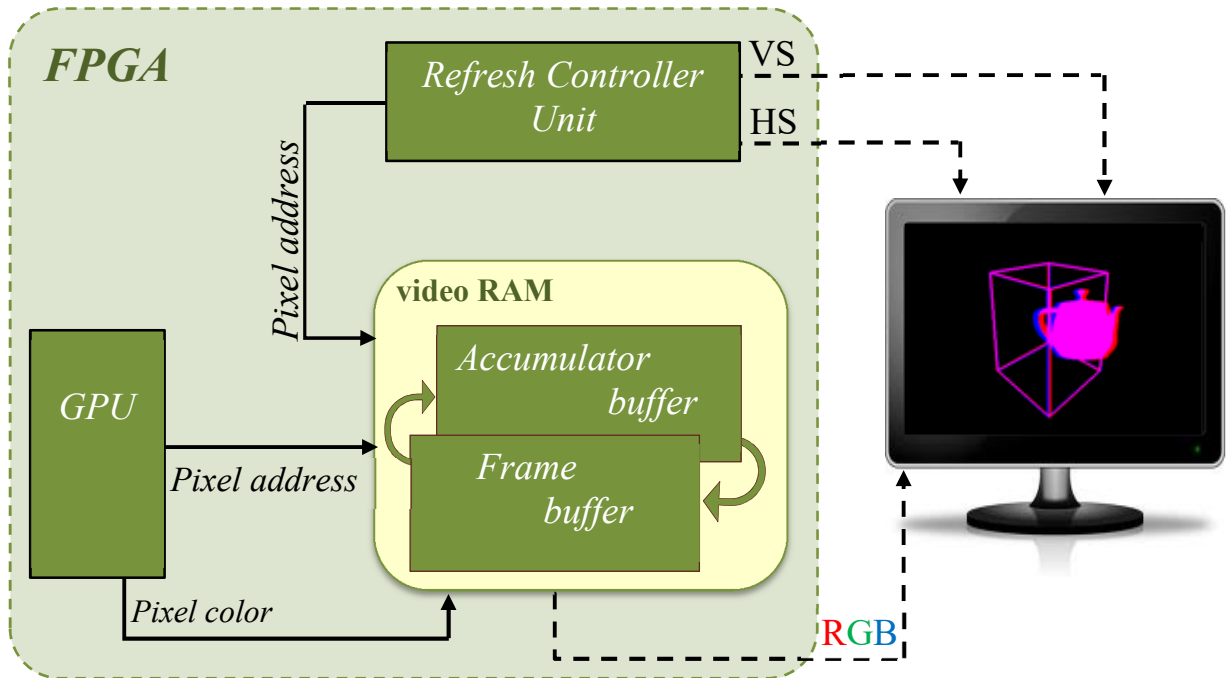 FPGA
Refresh Controller
Unit
VS
HS
Pixel address
video RAM
Accumulator
buffer
GPU
Frame
buffer
Pixel address
Pixel color
RGB